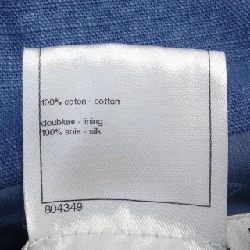 100% coton - cotton
doublure - lining
100% soie - silk
804349